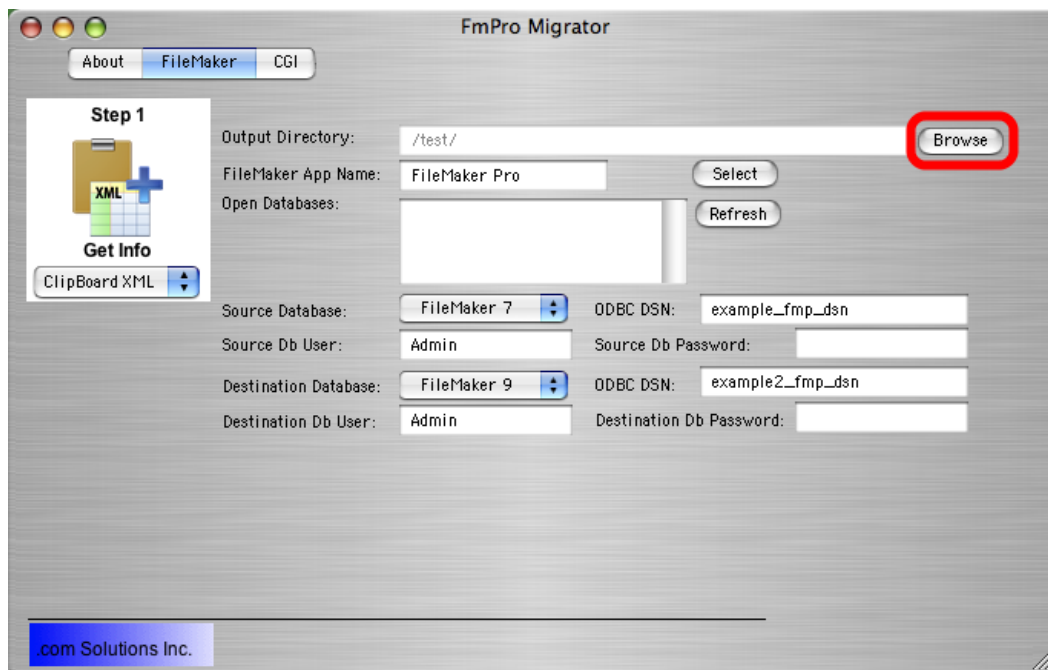 FmPro Migrator
About FileMaker CGI
Step 1
XML
Get Info
ClipBoard XML
Output Directory: /test/ Browse
FileMaker App Name: FileMaker Pro Select
Open Databases: Refresh
Source Database: FileMaker 7 ODBC DSN: example_fmp_dsn
Source Db User: Admin Source Db Password:
Destination Database: FileMaker 9 ODBC DSN: example2_fmp_dsn
Destination Db User: Admin Destination Db Password:
.com Solutions Inc.